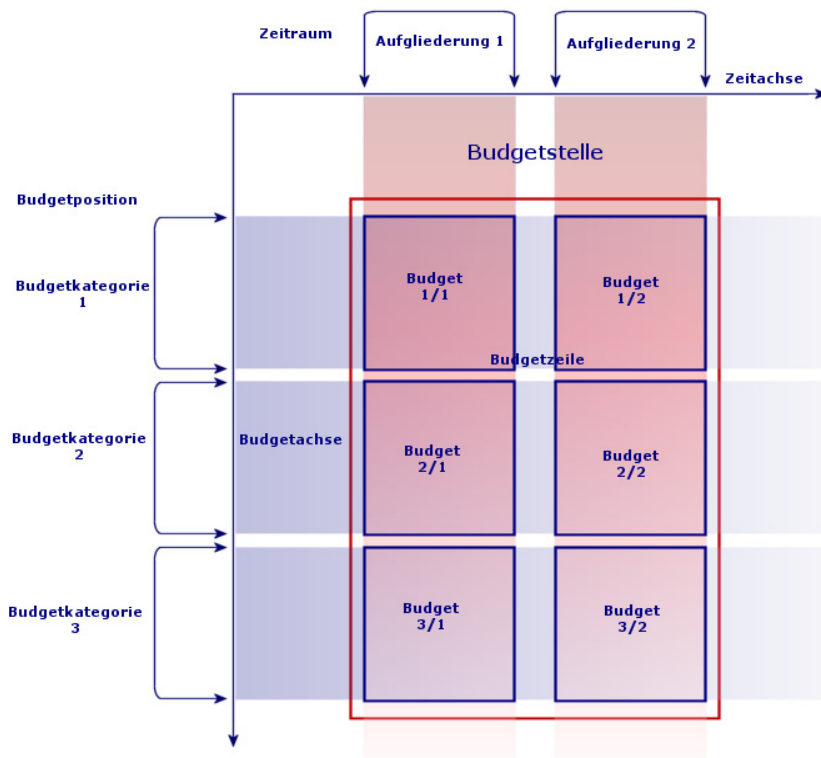 Zeitraum
Aufgliederung 1
Aufgliederung 2
Zeitachse
Budgetstelle
Budgetposition
Budgetkategorie
1
Budget
1/1
Budget
1/2
Budgetzeile
Budgetkategorie
2
Budgetachse
Budget
2/1
Budget
2/2
Budgetkategorie
3
Budget
3/1
Budget
3/2